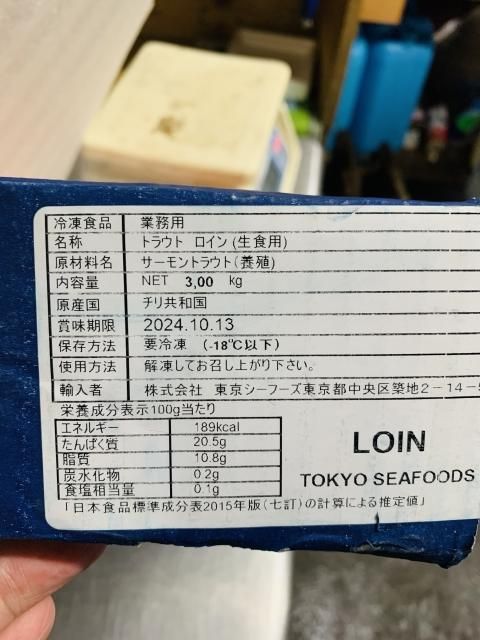 冷凍食品 業務用
名称 トラウト ロイン(生食用)
原材料名 サーモントラウト(養殖)
内容量 NET 3,00 kg
原産国 チリ共和国
賞味期限 2024.10.13
保存方法 要冷凍 (-18℃以下)
使用方法 解凍してお召し上がり下さい。
輸入者 株式会社 東京シーフーズ東京都中央区築地2-14-5
栄養成分表示100g当たり
エネルギー 189kcal
たんぱく質 20.5g
脂質 10.8g
炭水化物 0.2g
食塩相当量 0.1g
LOIN
TOKYO SEAFOODS
「日本食品標準成分表2015年版(七訂)の計算による推定値」